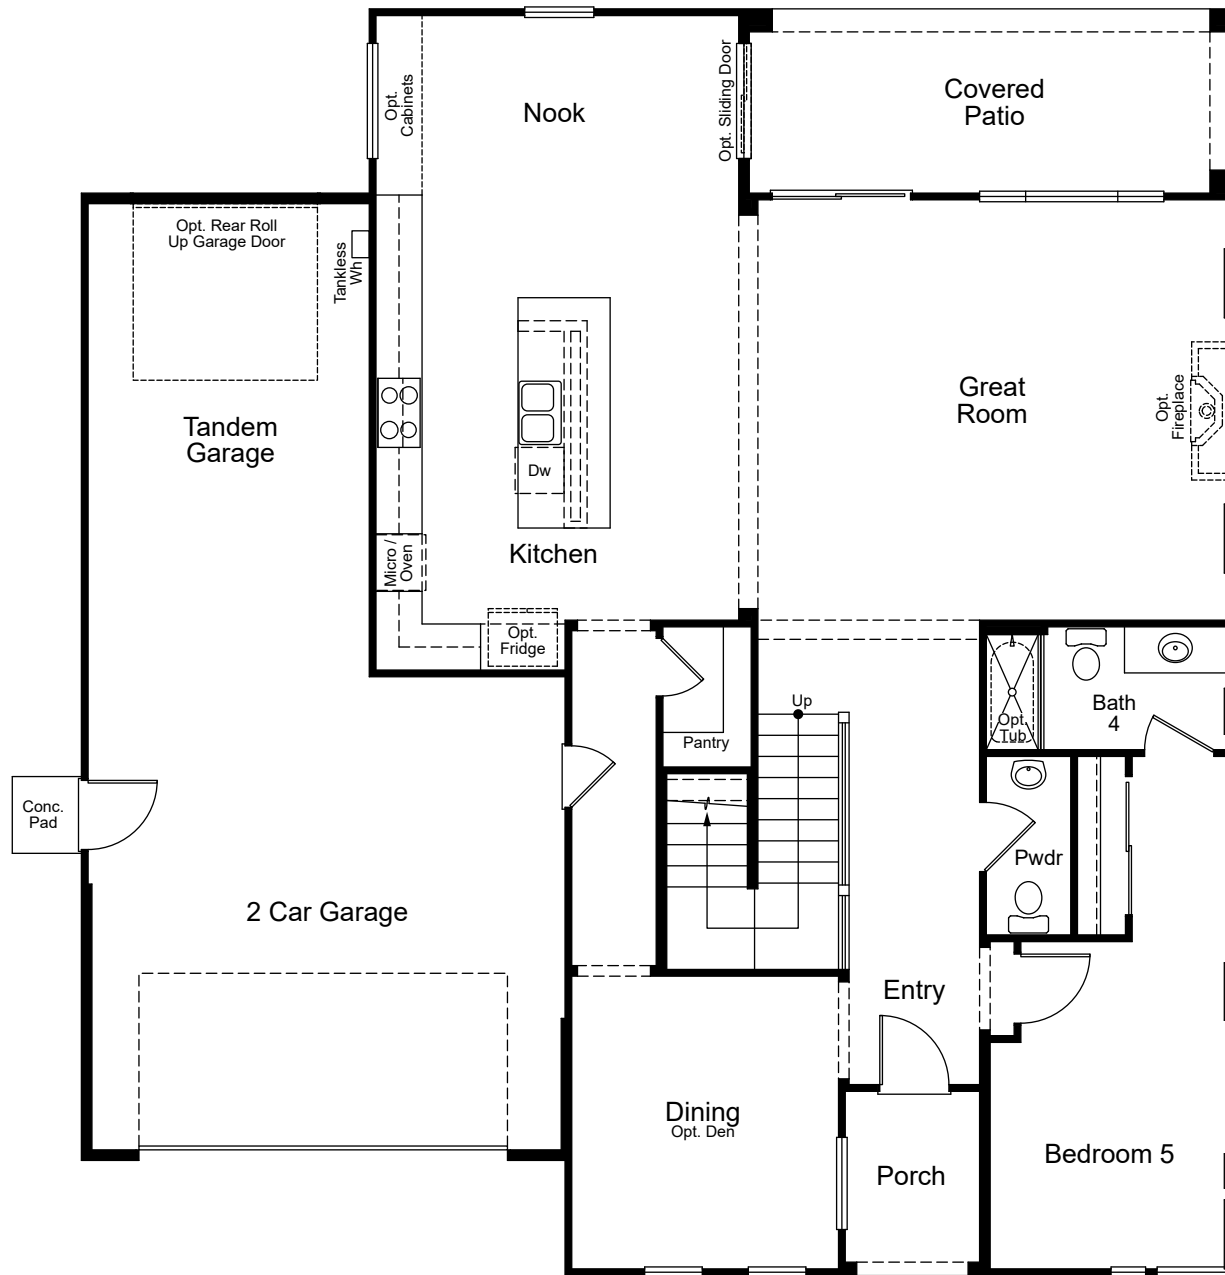 Nook
Covered
Patio
Opt.
Cabinets
Opt. Sliding Door
Opt. Rear Roll
Up Garage Door
Tankless
Wh
Great
Room
Opt.
Fireplace
Tandem
Garage
Dw
Kitchen
Micro /
Oven
Opt.
Fridge
Up
Pantry
Opt.
Tub
Bath
4
Conc.
Pad
Pwdr
2 Car Garage
Entry
Dining
Opt. Den
Porch
Bedroom 5